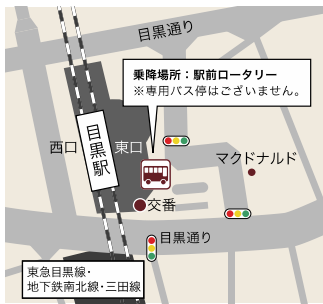 目黒通り
乗降場所：駅前ロータリー
※専用バス停はございません。
西口
目黒駅
東口
マクドナルド
交番
目黒通り
東急目黒線・
地下鉄南北線・三田線